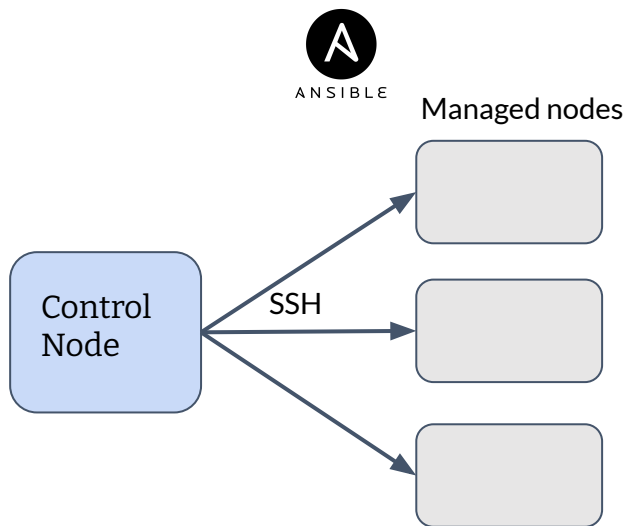 ANSIBLE
Managed nodes
SSH
Control
Node